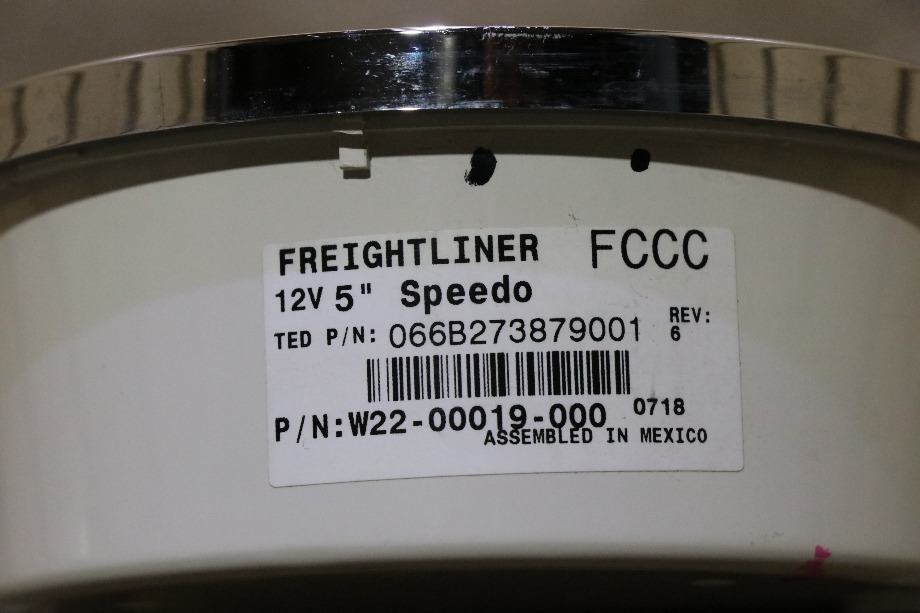 FREIGHTLINER FCCC
12V 5" Speedo
TED P/N: 066B273879001 REV: 6
P/N:W22-00019-000 0718
ASSEMBLED IN MEXICO